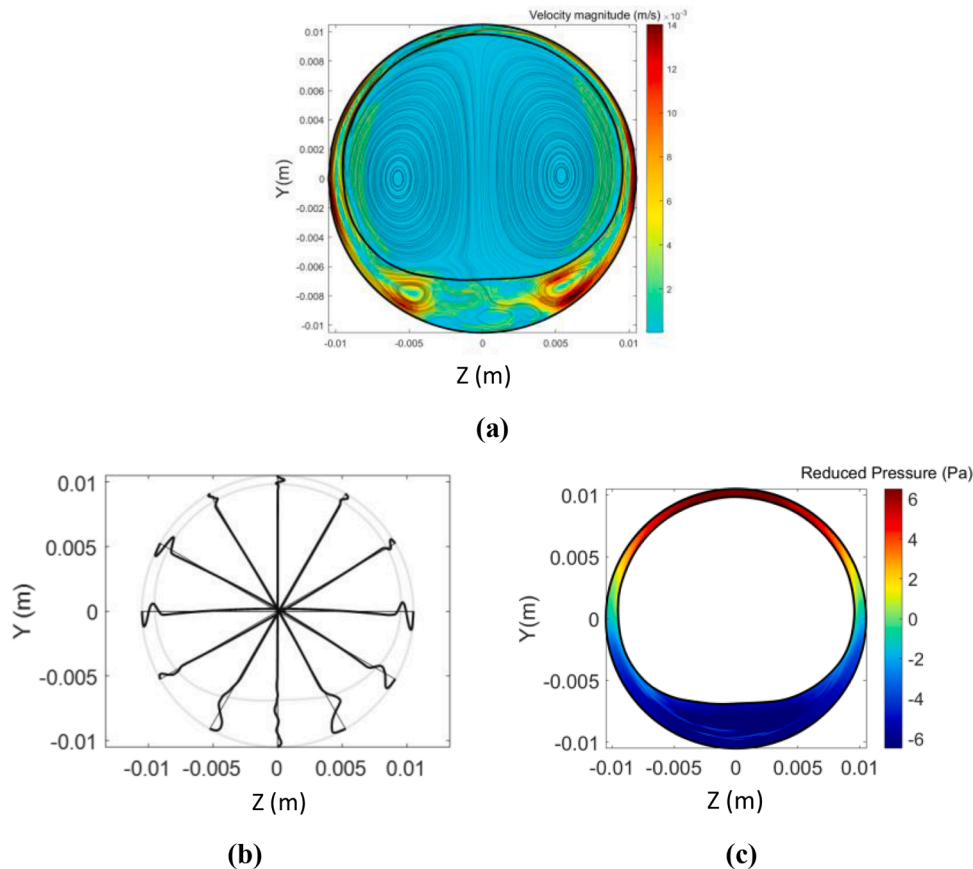 Velocity magnitude (m/s) ×10⁻³
0.01
0.008
0.006
0.004
0.002
0
-0.002
-0.004
-0.006
-0.008
-0.01
Y(m)
-0.01 -0.005 0 0.005 0.01
Z (m)
14
12
10
8
6
4
2
(a)
0.01
0.005
0
-0.005
-0.01
Y (m)
-0.01 -0.005 0 0.005 0.01
Z (m)
(b)
Reduced Pressure (Pa)
0.01
0.005
0
-0.005
-0.01
Y(m)
-0.01 -0.005 0 0.005 0.01
Z (m)
6
4
2
0
-2
-4
-6
(c)